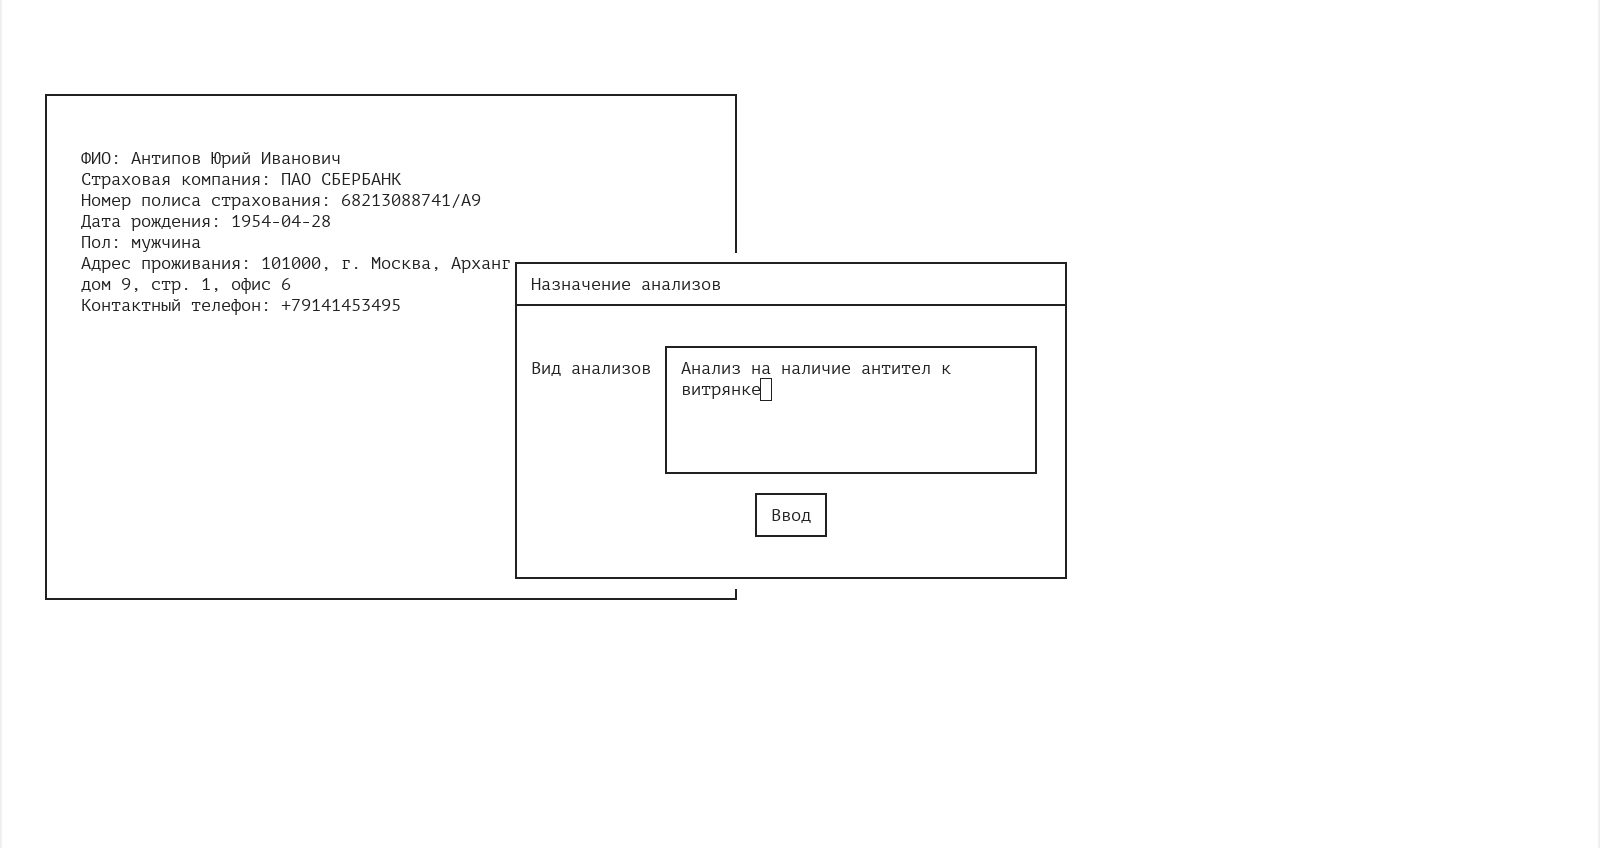 ФИО: Антипов Юрий Иванович
Страховая компания: ПАО СБЕРБАНК
Номер полиса страхования: 68213088741/А9
Дата рождения: 1954-04-28
Пол: мужчина
Адрес проживания: 101000, г. Москва, Арханг
дом 9, стр. 1, офис 6
Контактный телефон: +79141453495
Назначение анализов
Вид анализов
Анализ на наличие антител к
витрянке
Ввод